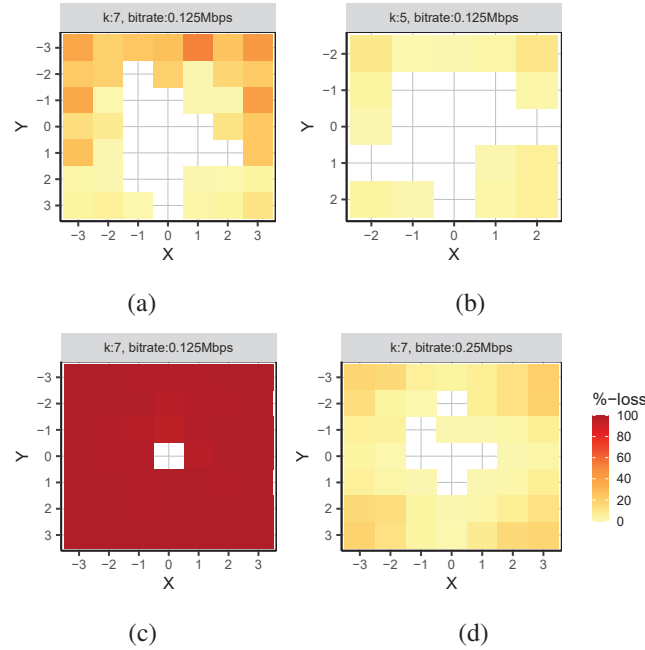 k:7, bitrate:0.125Mbps
−3
−2
−1
0
1
2
3
Y
−3 −2 −1 0 1 2 3
X
(a)
k:5, bitrate:0.125Mbps
−2
−1
0
1
2
Y
−2 −1 0 1 2
X
(b)
k:7, bitrate:0.125Mbps
−3
−2
−1
0
1
2
3
Y
−3 −2 −1 0 1 2 3
X
(c)
k:7, bitrate:0.25Mbps
−3
−2
−1
0
1
2
3
Y
−3 −2 −1 0 1 2 3
X
(d)
%−loss
100
80
60
40
20
0